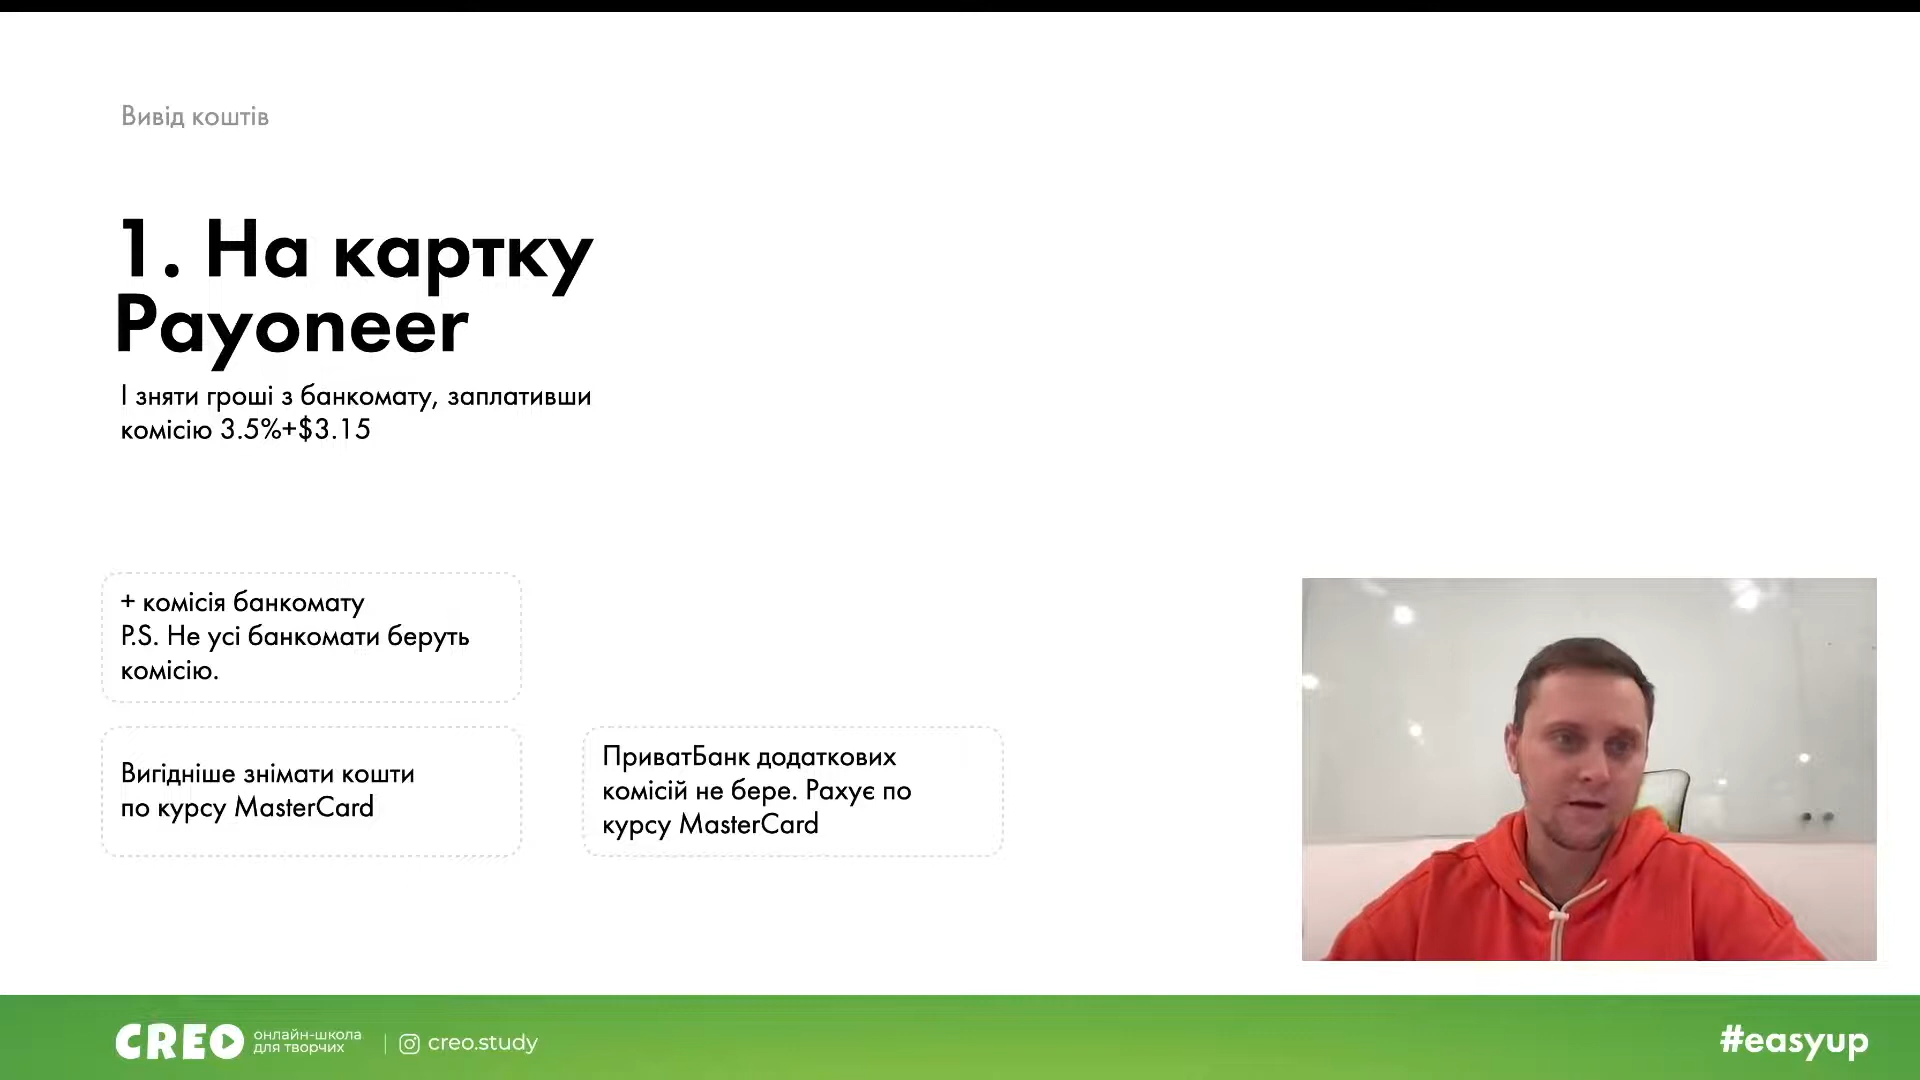 Вивід коштів
1. На картку
Payoneer
І зняти гроші з банкомату, заплативши
комісію 3.5%+$3.15
+ комісія банкомату
P.S. Не усі банкомати беруть
комісію.
Вигідніше знімати кошти
по курсу MasterCard
ПриватБанк додаткових
комісій не бере. Рахує по
курсу MasterCard
CREO
онлайн-школа
для творчих
creo.study
#easyup